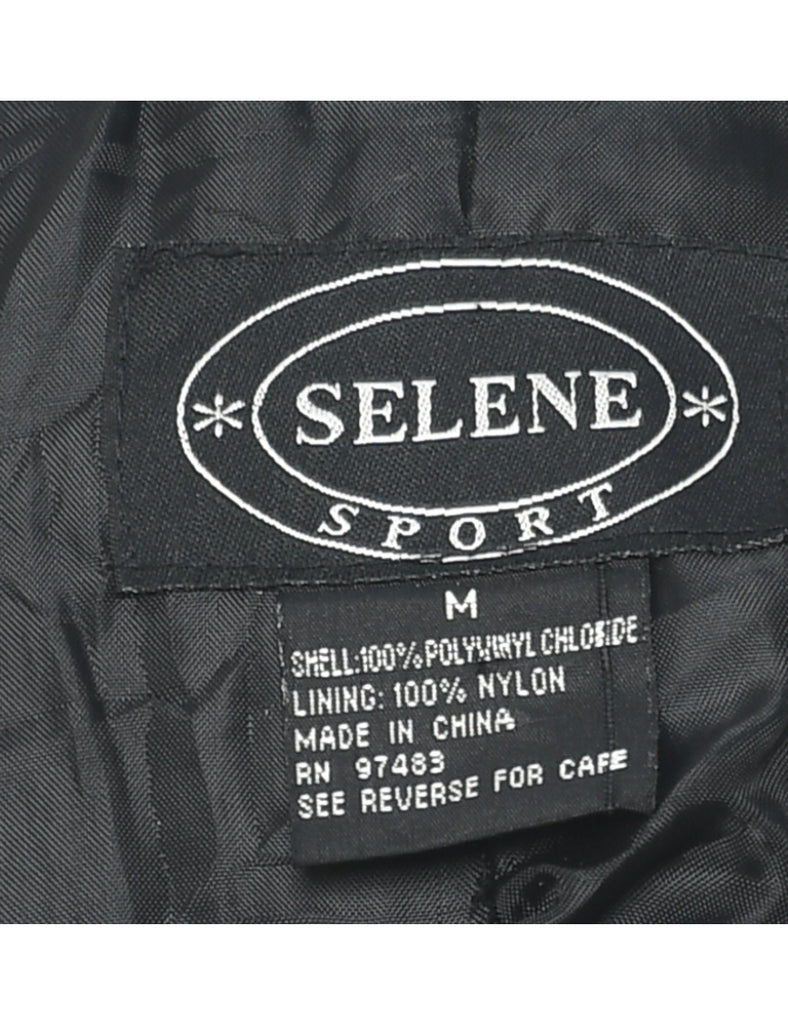 * SELENE *
SPORT
M
SHELL:100% POLYVINYL CHLORIDE
LINING: 100% NYLON
MADE IN CHINA
RN 97483
SEE REVERSE FOR CARE